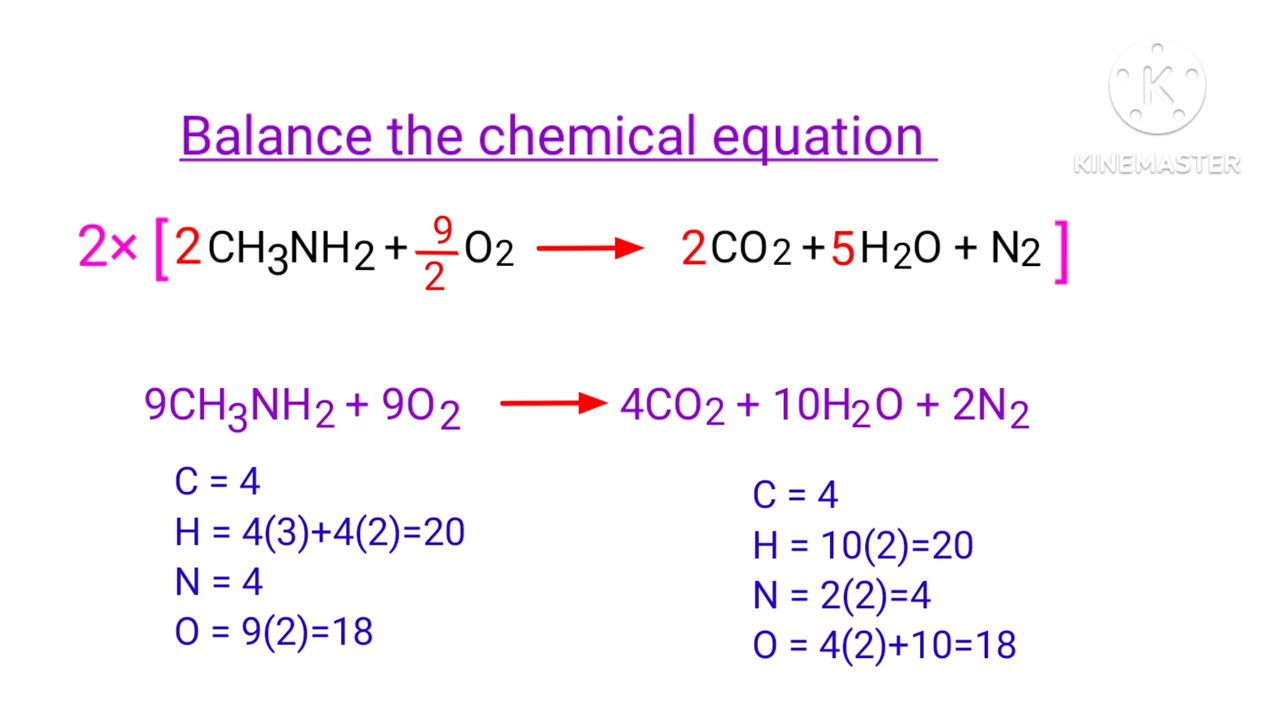 KINEMASTER
Balance the chemical equation
2× [ 2 CH₃NH₂ + 9/2 O₂ → 2CO₂ + 5H₂O + N₂ ]
9CH₃NH₂ + 9O₂ → 4CO₂ + 10H₂O + 2N₂
C = 4
H = 4(3)+4(2)=20
N = 4
O = 9(2)=18
C = 4
H = 10(2)=20
N = 2(2)=4
O = 4(2)+10=18